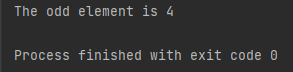 The odd element is 4
Process finished with exit code 0